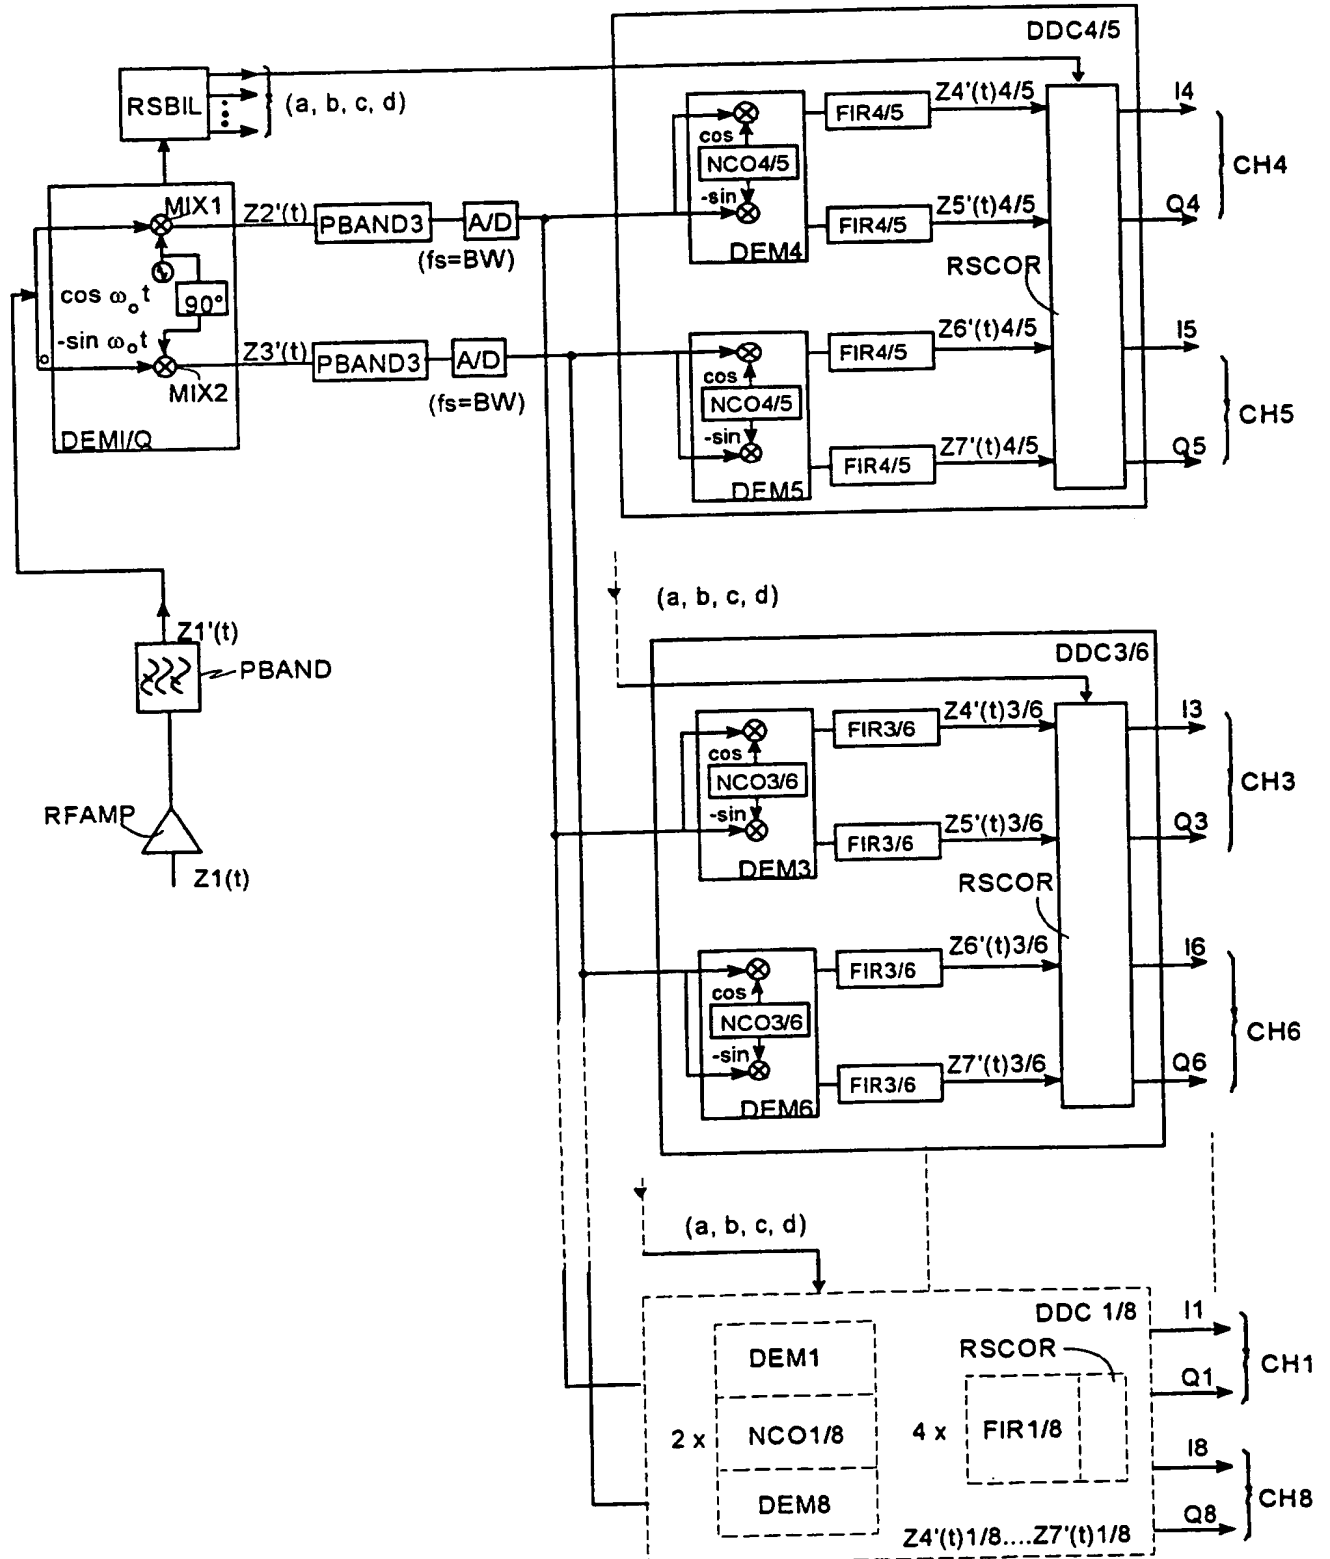 DDC4/5
RSBIL
(a, b, c, d)
MIX1
Z2'(t)
PBAND3
A/D
(fs=BW)
cos ω₀t
90°
-sin ω₀t
Z3'(t)
PBAND3
A/D
(fs=BW)
MIX2
DEMI/Q
cos
NCO4/5
-sin
DEM4
FIR4/5
Z4'(t)4/5
FIR4/5
Z5'(t)4/5
RSCOR
I4
Q4
CH4
cos
NCO4/5
-sin
DEM5
FIR4/5
Z6'(t)4/5
FIR4/5
Z7'(t)4/5
I5
Q5
CH5
Z1'(t)
PBAND
RFAMP
Z1(t)
(a, b, c, d)
DDC3/6
cos
NCO3/6
-sin
DEM3
FIR3/6
Z4'(t)3/6
FIR3/6
Z5'(t)3/6
RSCOR
I3
Q3
CH3
cos
NCO3/6
-sin
DEM6
FIR3/6
Z6'(t)3/6
FIR3/6
Z7'(t)3/6
I6
Q6
CH6
(a, b, c, d)
DDC 1/8
2 x
DEM1
NCO1/8
DEM8
4 x
FIR1/8
RSCOR
Z4'(t)1/8....Z7'(t)1/8
I1
Q1
CH1
I8
Q8
CH8